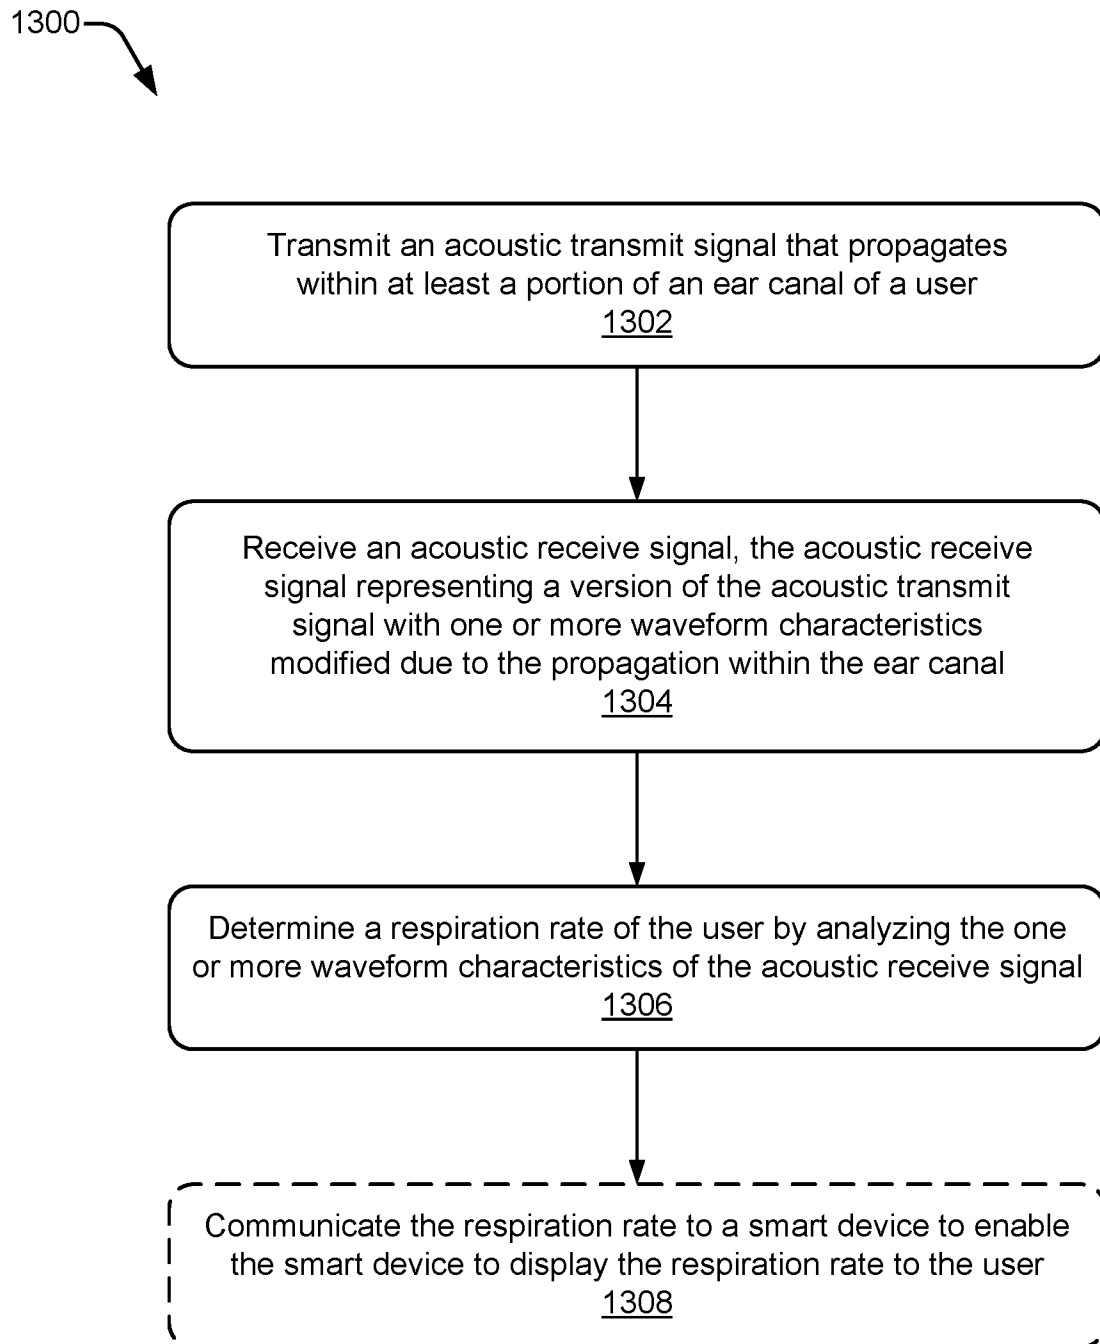 1300
Transmit an acoustic transmit signal that propagates
within at least a portion of an ear canal of a user
1302
Receive an acoustic receive signal, the acoustic receive
signal representing a version of the acoustic transmit
signal with one or more waveform characteristics
modified due to the propagation within the ear canal
1304
Determine a respiration rate of the user by analyzing the one
or more waveform characteristics of the acoustic receive signal
1306
Communicate the respiration rate to a smart device to enable
the smart device to display the respiration rate to the user
1308